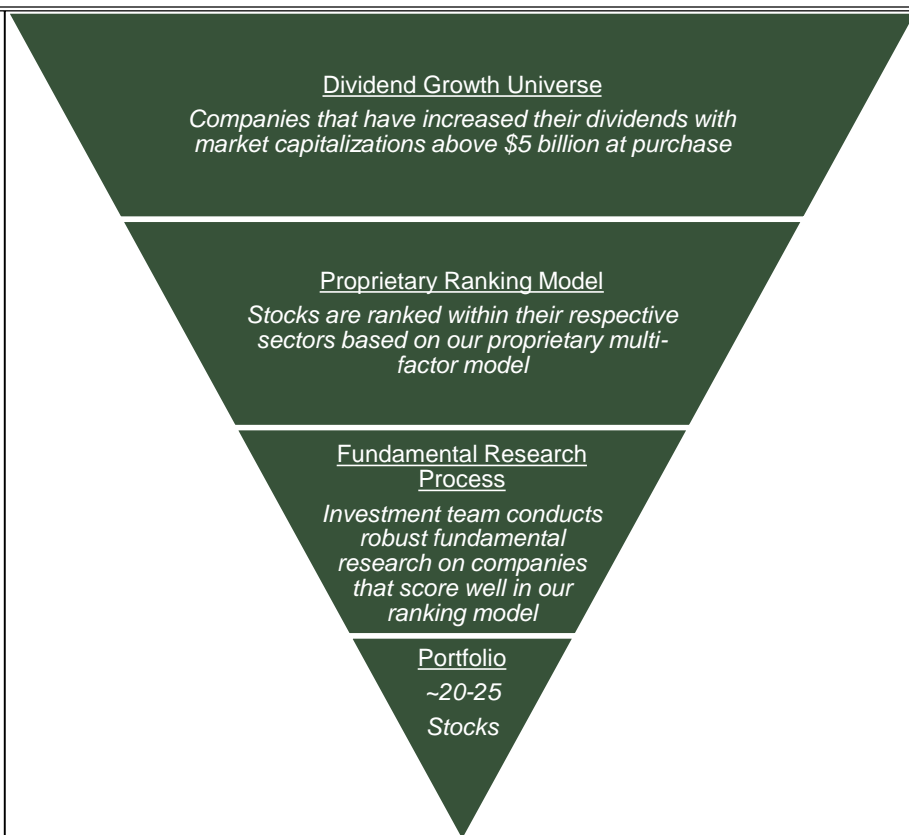 Dividend Growth Universe
Companies that have increased their dividends with
market capitalizations above $5 billion at purchase
Proprietary Ranking Model
Stocks are ranked within their respective
sectors based on our proprietary multi-
factor model
Fundamental Research
Process
Investment team conducts
robust fundamental
research on companies
that score well in our
ranking model
Portfolio
~20-25
Stocks